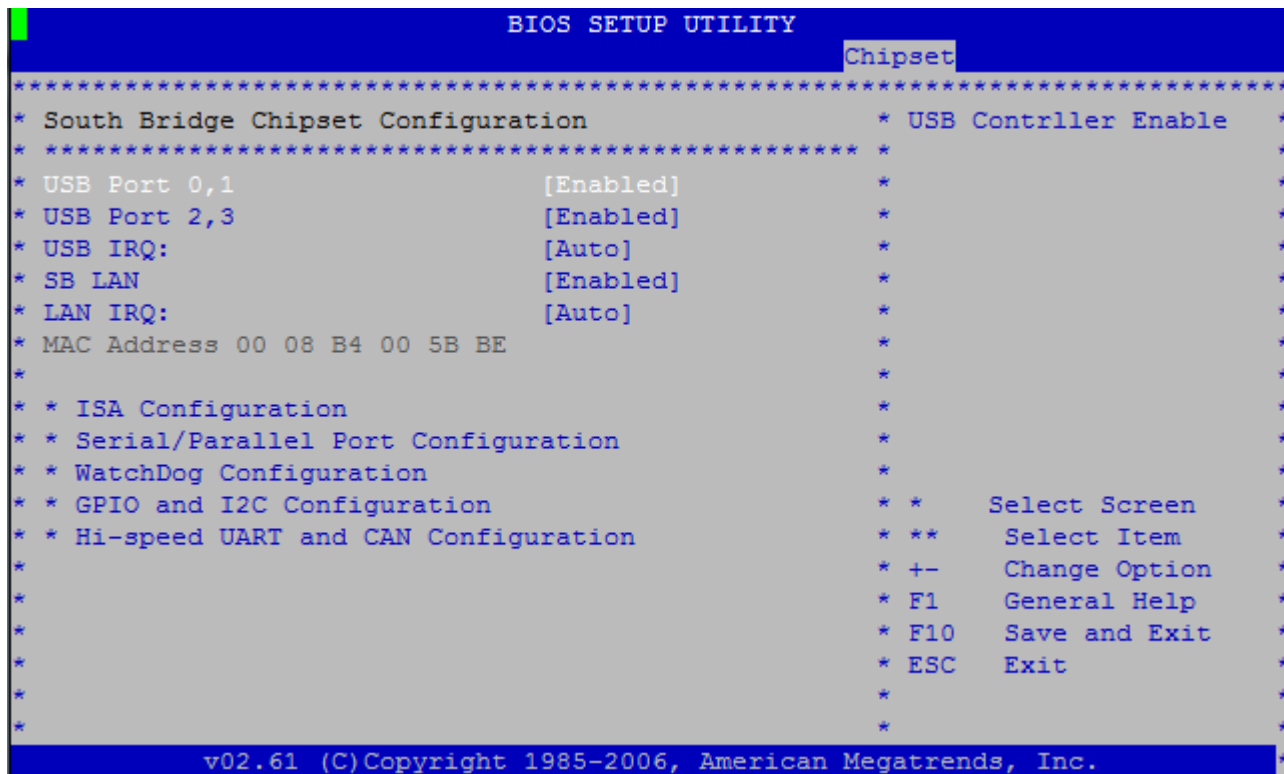 BIOS SETUP UTILITY
Chipset
********************************************************************************
* South Bridge Chipset Configuration * USB Contrller Enable *
* *************************************************** * *
* USB Port 0,1 [Enabled] * *
* USB Port 2,3 [Enabled] * *
* USB IRQ: [Auto] * *
* SB LAN [Enabled] * *
* LAN IRQ: [Auto] * *
* MAC Address 00 08 B4 00 5B BE * *
* * *
* * ISA Configuration * *
* * Serial/Parallel Port Configuration * *
* * WatchDog Configuration * *
* * GPIO and I2C Configuration * * Select Screen *
* * Hi-speed UART and CAN Configuration * ** Select Item *
* * +- Change Option *
* * F1 General Help *
* * F10 Save and Exit *
* * ESC Exit *
* * *
* * *
v02.61 (C)Copyright 1985-2006, American Megatrends, Inc.